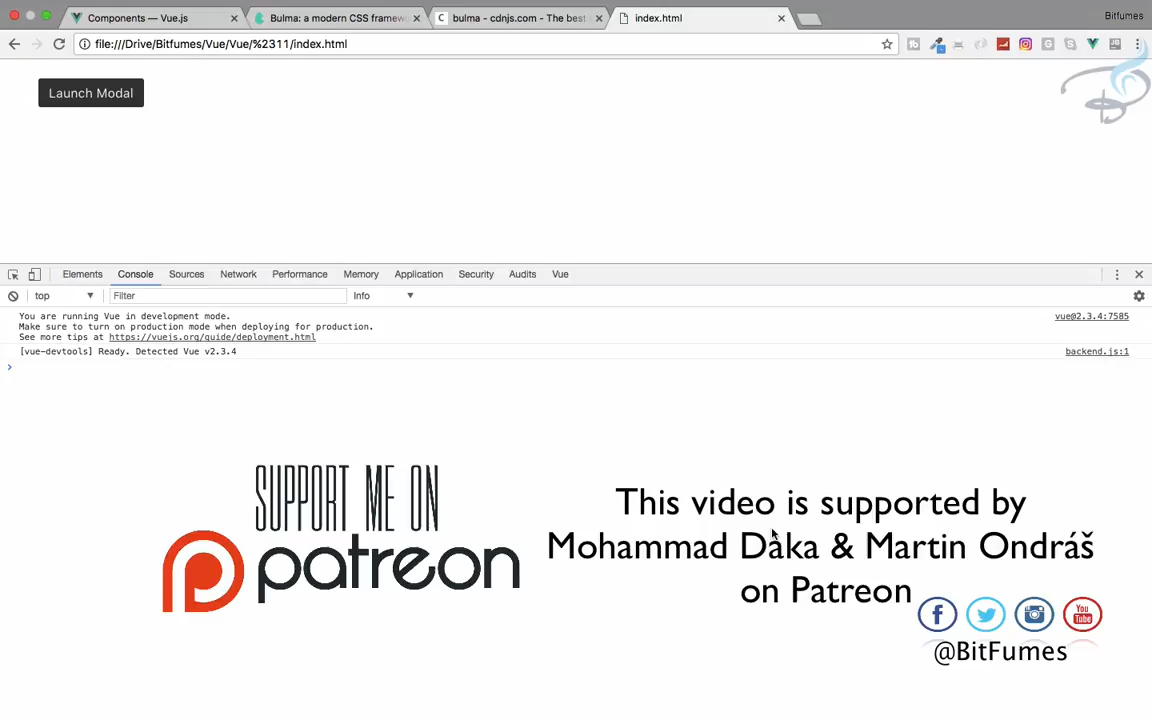 Components — Vue.js
Bulma: a modern CSS framew
bulma - cdnjs.com - The best
index.html
Bitfumes
file:///Drive/Bitfumes/Vue/Vue/%2311/index.html
Launch Modal
Elements Console Sources Network Performance Memory Application Security Audits Vue
top Filter Info
You are running Vue in development mode. vue@2.3.4:7585
Make sure to turn on production mode when deploying for production.
See more tips at https://vuejs.org/guide/deployment.html
[vue-devtools] Ready. Detected Vue v2.3.4 backend.js:1
SUPPORT ME ON
patreon
This video is supported by
Mohammad Daka & Martin Ondráš
on Patreon
You
Tube
@BitFumes